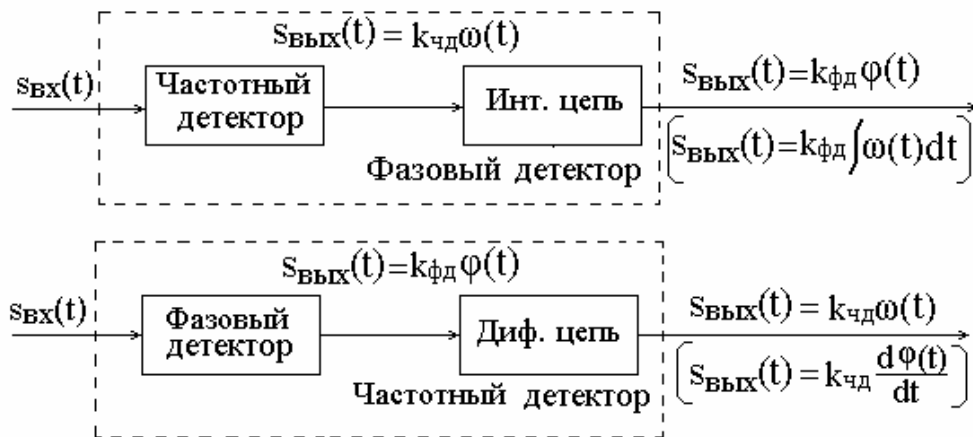 sвых(t) = kчдω(t)
sвх(t)
Частотный
детектор
Инт. цепь
Фазовый детектор
sвых(t)=kфдφ(t)
(sвых(t)=kфд∫ω(t)dt)
sвых(t)=kфдφ(t)
sвх(t)
Фазовый
детектор
Диф. цепь
Частотный детектор
sвых(t) = kчдω(t)
(sвых(t) = kчд dφ(t)/dt)